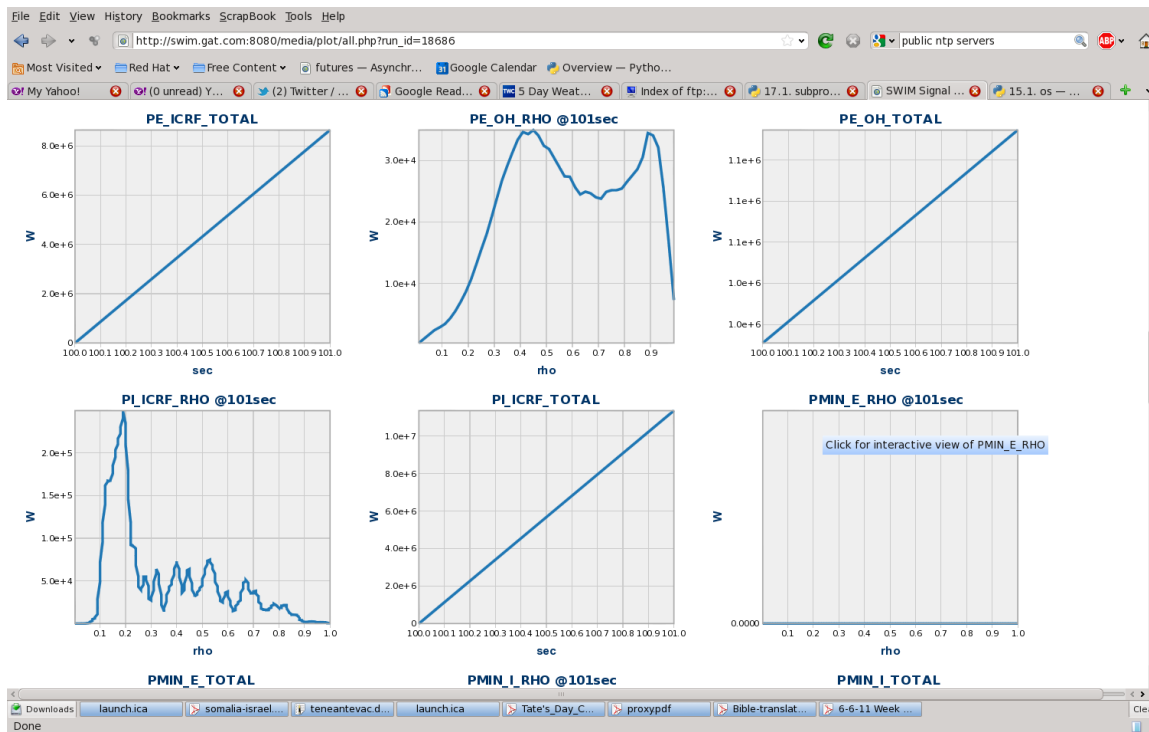 File Edit View History Bookmarks ScrapBook Tools Help
http://swim.gat.com:8080/media/plot/all.php?run_id=18686 public ntp servers ABP
Most Visited Red Hat Free Content futures — Asynchr... 31 Google Calendar Overview — Pytho...
My Yahoo! (0 unread) Y... (2) Twitter / ... Google Read... TWC 5 Day Weat... Index of ftp:... 17.1. subpro... SWIM Signal ... 15.1. os — ...
PE_ICRF_TOTAL PE_OH_RHO @101sec PE_OH_TOTAL
8.0e+6
6.0e+6
4.0e+6
2.0e+6
0
W
100.0 100.1 100.2 100.3 100.4 100.5 100.6 100.7 100.8 100.9 101.0
sec
3.0e+4
2.0e+4
1.0e+4
W
0.1 0.2 0.3 0.4 0.5 0.6 0.7 0.8 0.9
rho
1.1e+6
1.1e+6
1.1e+6
1.0e+6
1.0e+6
W
100.0 100.1 100.2 100.3 100.4 100.5 100.6 100.7 100.8 100.9 101.0
sec
PI_ICRF_RHO @101sec PI_ICRF_TOTAL PMIN_E_RHO @101sec
2.0e+5
1.5e+5
1.0e+5
5.0e+4
W
0.1 0.2 0.3 0.4 0.5 0.6 0.7 0.8 0.9 1.0
rho
1.0e+7
8.0e+6
6.0e+6
4.0e+6
2.0e+6
0
W
100.0 100.1 100.2 100.3 100.4 100.5 100.6 100.7 100.8 100.9 101.0
sec
Click for interactive view of PMIN_E_RHO
W
0.0000
0.1 0.2 0.3 0.4 0.5 0.6 0.7 0.8 0.9 1.0
rho
PMIN_E_TOTAL PMIN_I_RHO @101sec PMIN_I_TOTAL
Downloads launch.ica somalia-israel.... teneantevac.d... launch.ica Tate's_Day_C... proxypdf Bible-translat... 6-6-11 Week ... Cle
Done